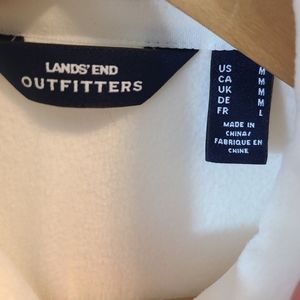 LANDS' END
OUTFITTERS
US M
CA M
UK M
DE M
FR L
MADE IN
CHINA/
FABRIQUE EN
CHINE